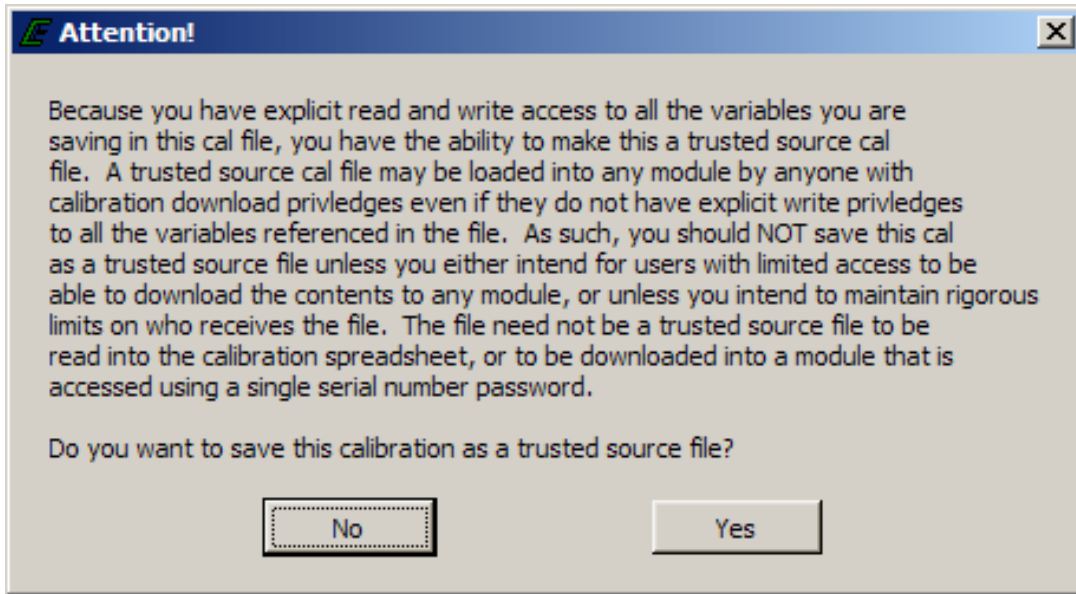 Attention!
Because you have explicit read and write access to all the variables you are
saving in this cal file, you have the ability to make this a trusted source cal
file.  A trusted source cal file may be loaded into any module by anyone with
calibration download privledges even if they do not have explicit write privledges
to all the variables referenced in the file.  As such, you should NOT save this cal
as a trusted source file unless you either intend for users with limited access to be
able to download the contents to any module, or unless you intend to maintain rigorous
limits on who receives the file.  The file need not be a trusted source file to be
read into the calibration spreadsheet, or to be downloaded into a module that is
accessed using a single serial number password.
Do you want to save this calibration as a trusted source file?
No
Yes